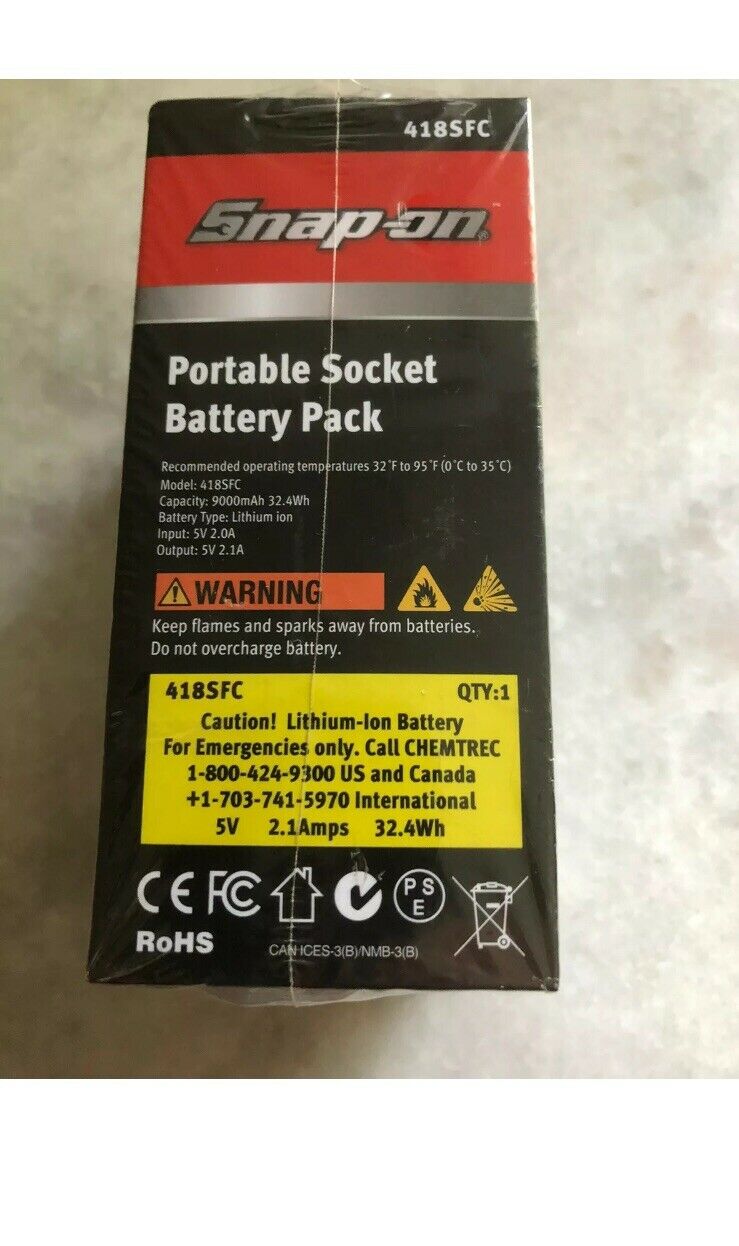 418SFC
Snap-on
Portable Socket
Battery Pack
Recommended operating temperatures 32°F to 95°F (0°C to 35°C)
Model: 418SFC
Capacity: 9000mAh 32.4Wh
Battery Type: Lithium ion
Input: 5V 2.0A
Output: 5V 2.1A
WARNING
Keep flames and sparks away from batteries.
Do not overcharge battery.
418SFC QTY:1
Caution! Lithium-Ion Battery
For Emergencies only. Call CHEMTREC
1-800-424-9300 US and Canada
+1-703-741-5970 International
5V 2.1Amps 32.4Wh
CE FC PS E
RoHS CAN ICES-3(B)/NMB-3(B)